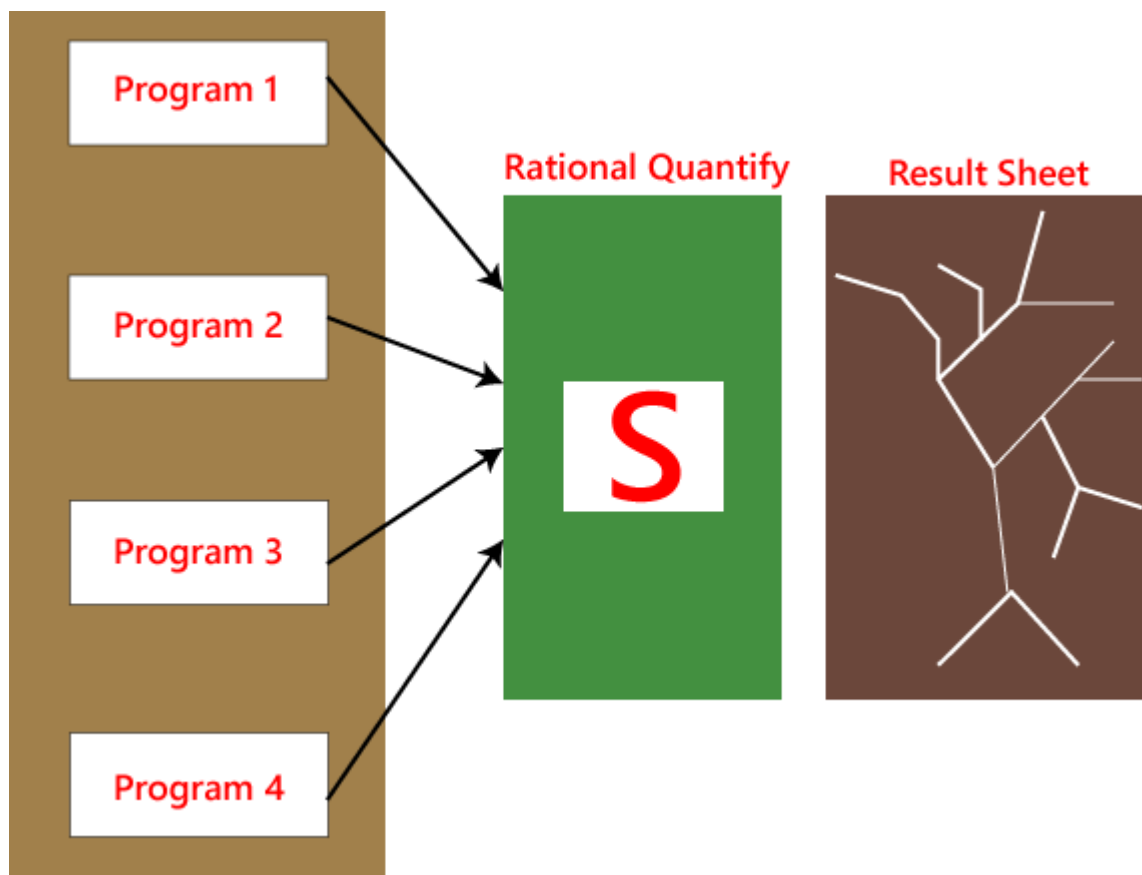 Program 1
Rational Quantify
Result Sheet
Program 2
S
Program 3
Program 4